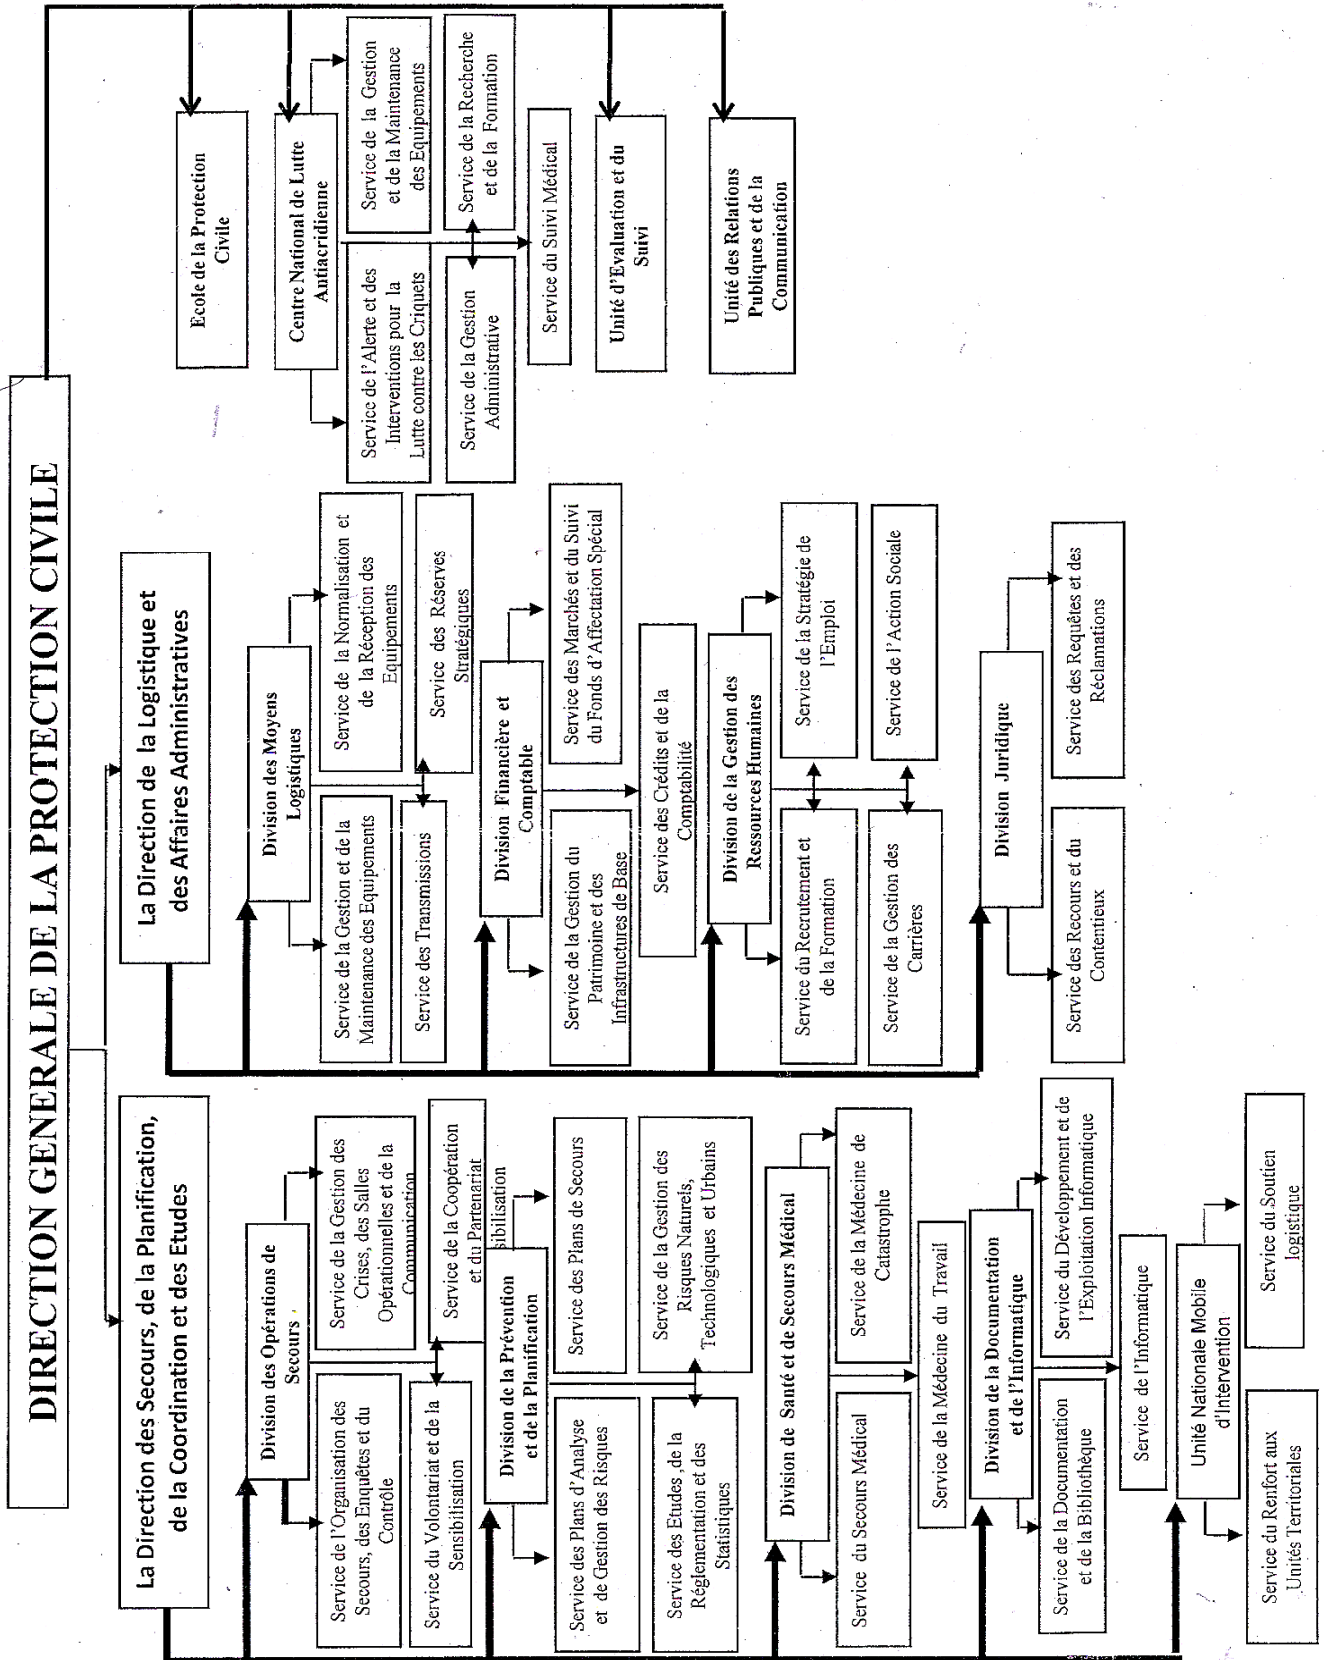 DIRECTION GENERALE DE LA PROTECTION CIVILE
La Direction des Secours, de la Planification,
de la Coordination et des Etudes
Division des Opérations de
Secours
Service de l'Organisation des
Secours, des Enquêtes et du
Contrôle
Service de la Gestion des
Crises, des Salles
Opérationnelles et de la
Communication
Service du Volontariat et de la
Sensibilisation
Service de la Coopération
et du Partenariat
sibilisation
Division de la Prévention
et de la Planification
Service des Plans d'Analyse
et de Gestion des Risques
Service des Plans de Secours
Service des Etudes ,de la
Réglementation et des
Statistiques
Service de la Gestion des
Risques Naturels,
Technologiques et Urbains
Division de Santé et de Secours Médical
Service du Secours Médical
Service de la Médecine de
Catastrophe
Service de la Médecine du Travail
Division de la Documentation
et de l'Informatique
Service de la Documentation
et de la Bibliothèque
Service du Développement et de
l'Exploitation Informatique
Service de l'Informatique
Unité Nationale Mobile
d'Intervention
Service du Renfort aux
Unités Territoriales
Service du Soutien
logistique
La Direction de la Logistique et
des Affaires Administratives
Division des Moyens
Logistiques
Service de la Gestion et de la
Maintenance des Equipements
Service de la Normalisation et
de la Réception des
Equipements
Service des Transmissions
Service des Réserves
Stratégiques
Division Financière et
Comptable
Service de la Gestion du
Patrimoine et des
Infrastructures de Base
Service des Marchés et du Suivi
du Fonds d'Affectation Spécial
Service des Crédits et de la
Comptabilité
Division de la Gestion des
Ressources Humaines
Service du Recrutement et
de la Formation
Service de la Stratégie de
l'Emploi
Service de la Gestion des
Carrières
Service de l'Action Sociale
Division Juridique
Service des Recours et du
Contentieux
Service des Requêtes et des
Réclamations
Ecole de la Protection
Civile
Centre National de Lutte
Antiacridienne
Service de l'Alerte et des
Interventions pour la
Lutte contre les Criquets
Service de la Gestion
et de la Maintenance
des Equipements
Service de la Gestion
Administrative
Service de la Recherche
et de la Formation
Service du Suivi Médical
Unité d'Evaluation et du
Suivi
Unité des Relations
Publiques et de la
Communication